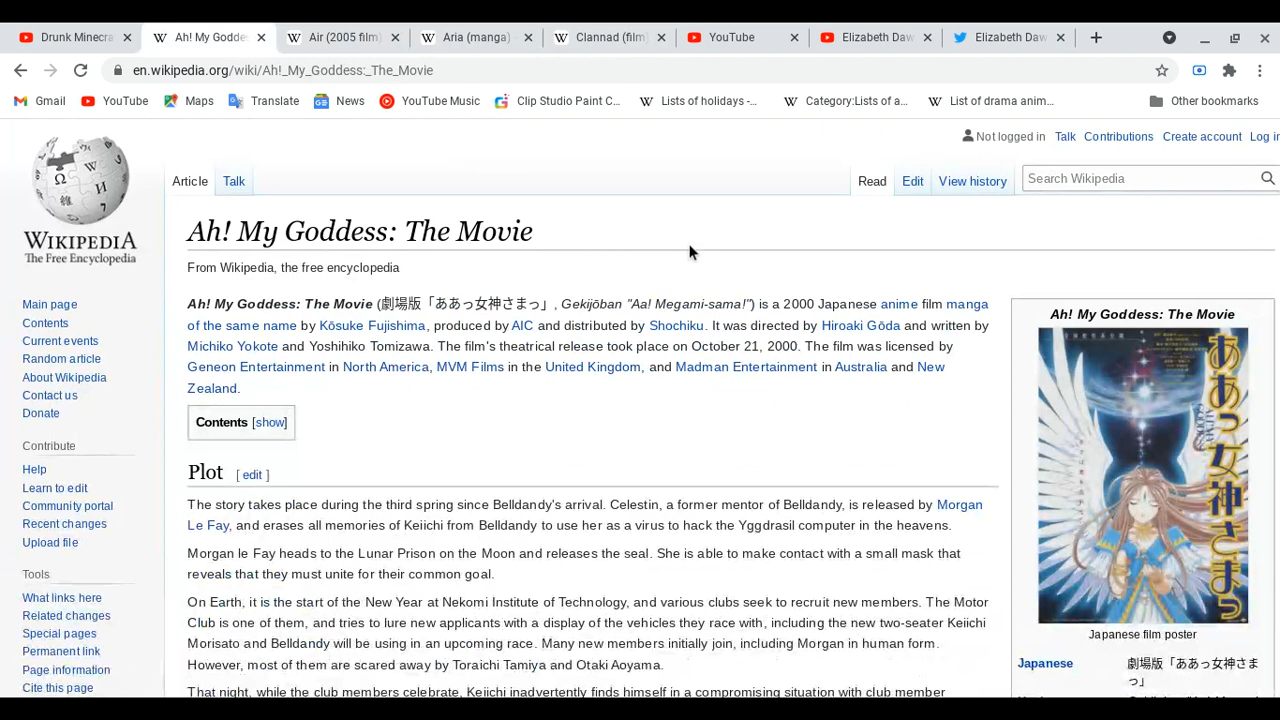 Drunk Minecra
Ah! My Goddes
Air (2005 film)
Aria (manga)
Clannad (film)
YouTube
Elizabeth Daw
Elizabeth Daw
en.wikipedia.org/wiki/Ah!_My_Goddess:_The_Movie
Gmail
YouTube
Maps
Translate
News
YouTube Music
Clip Studio Paint C...
Lists of holidays -...
Category:Lists of a...
List of drama anim...
Other bookmarks
Not logged in
Talk
Contributions
Create account
Log in
Article
Talk
Read
Edit
View history
Search Wikipedia
WIKIPEDIA
The Free Encyclopedia
Main page
Contents
Current events
Random article
About Wikipedia
Contact us
Donate
Contribute
Help
Learn to edit
Community portal
Recent changes
Upload file
Tools
What links here
Related changes
Special pages
Permanent link
Page information
Cite this page
Ah! My Goddess: The Movie
From Wikipedia, the free encyclopedia
Ah! My Goddess: The Movie (劇場版「ああっ女神さまっ」, Gekijōban "Aa! Megami-sama!") is a 2000 Japanese anime film manga
of the same name by Kōsuke Fujishima, produced by AIC and distributed by Shochiku. It was directed by Hiroaki Gōda and written by
Michiko Yokote and Yoshihiko Tomizawa. The film's theatrical release took place on October 21, 2000. The film was licensed by
Geneon Entertainment in North America, MVM Films in the United Kingdom, and Madman Entertainment in Australia and New
Zealand.
Contents [show]
Plot [ edit ]
The story takes place during the third spring since Belldandy's arrival. Celestin, a former mentor of Belldandy, is released by Morgan
Le Fay, and erases all memories of Keiichi from Belldandy to use her as a virus to hack the Yggdrasil computer in the heavens.
Morgan le Fay heads to the Lunar Prison on the Moon and releases the seal. She is able to make contact with a small mask that
reveals that they must unite for their common goal.
On Earth, it is the start of the New Year at Nekomi Institute of Technology, and various clubs seek to recruit new members. The Motor
Club is one of them, and tries to lure new applicants with a display of the vehicles they race with, including the new two-seater Keiichi
Morisato and Belldandy will be using in an upcoming race. Many new members initially join, including Morgan in human form.
However, most of them are scared away by Toraichi Tamiya and Otaki Aoyama.
That night, while the club members celebrate, Keiichi inadvertently finds himself in a compromising situation with club member
Ah! My Goddess: The Movie
ああっ女神さまっ
Japanese film poster
Japanese
劇場版「ああっ女神さま
っ」